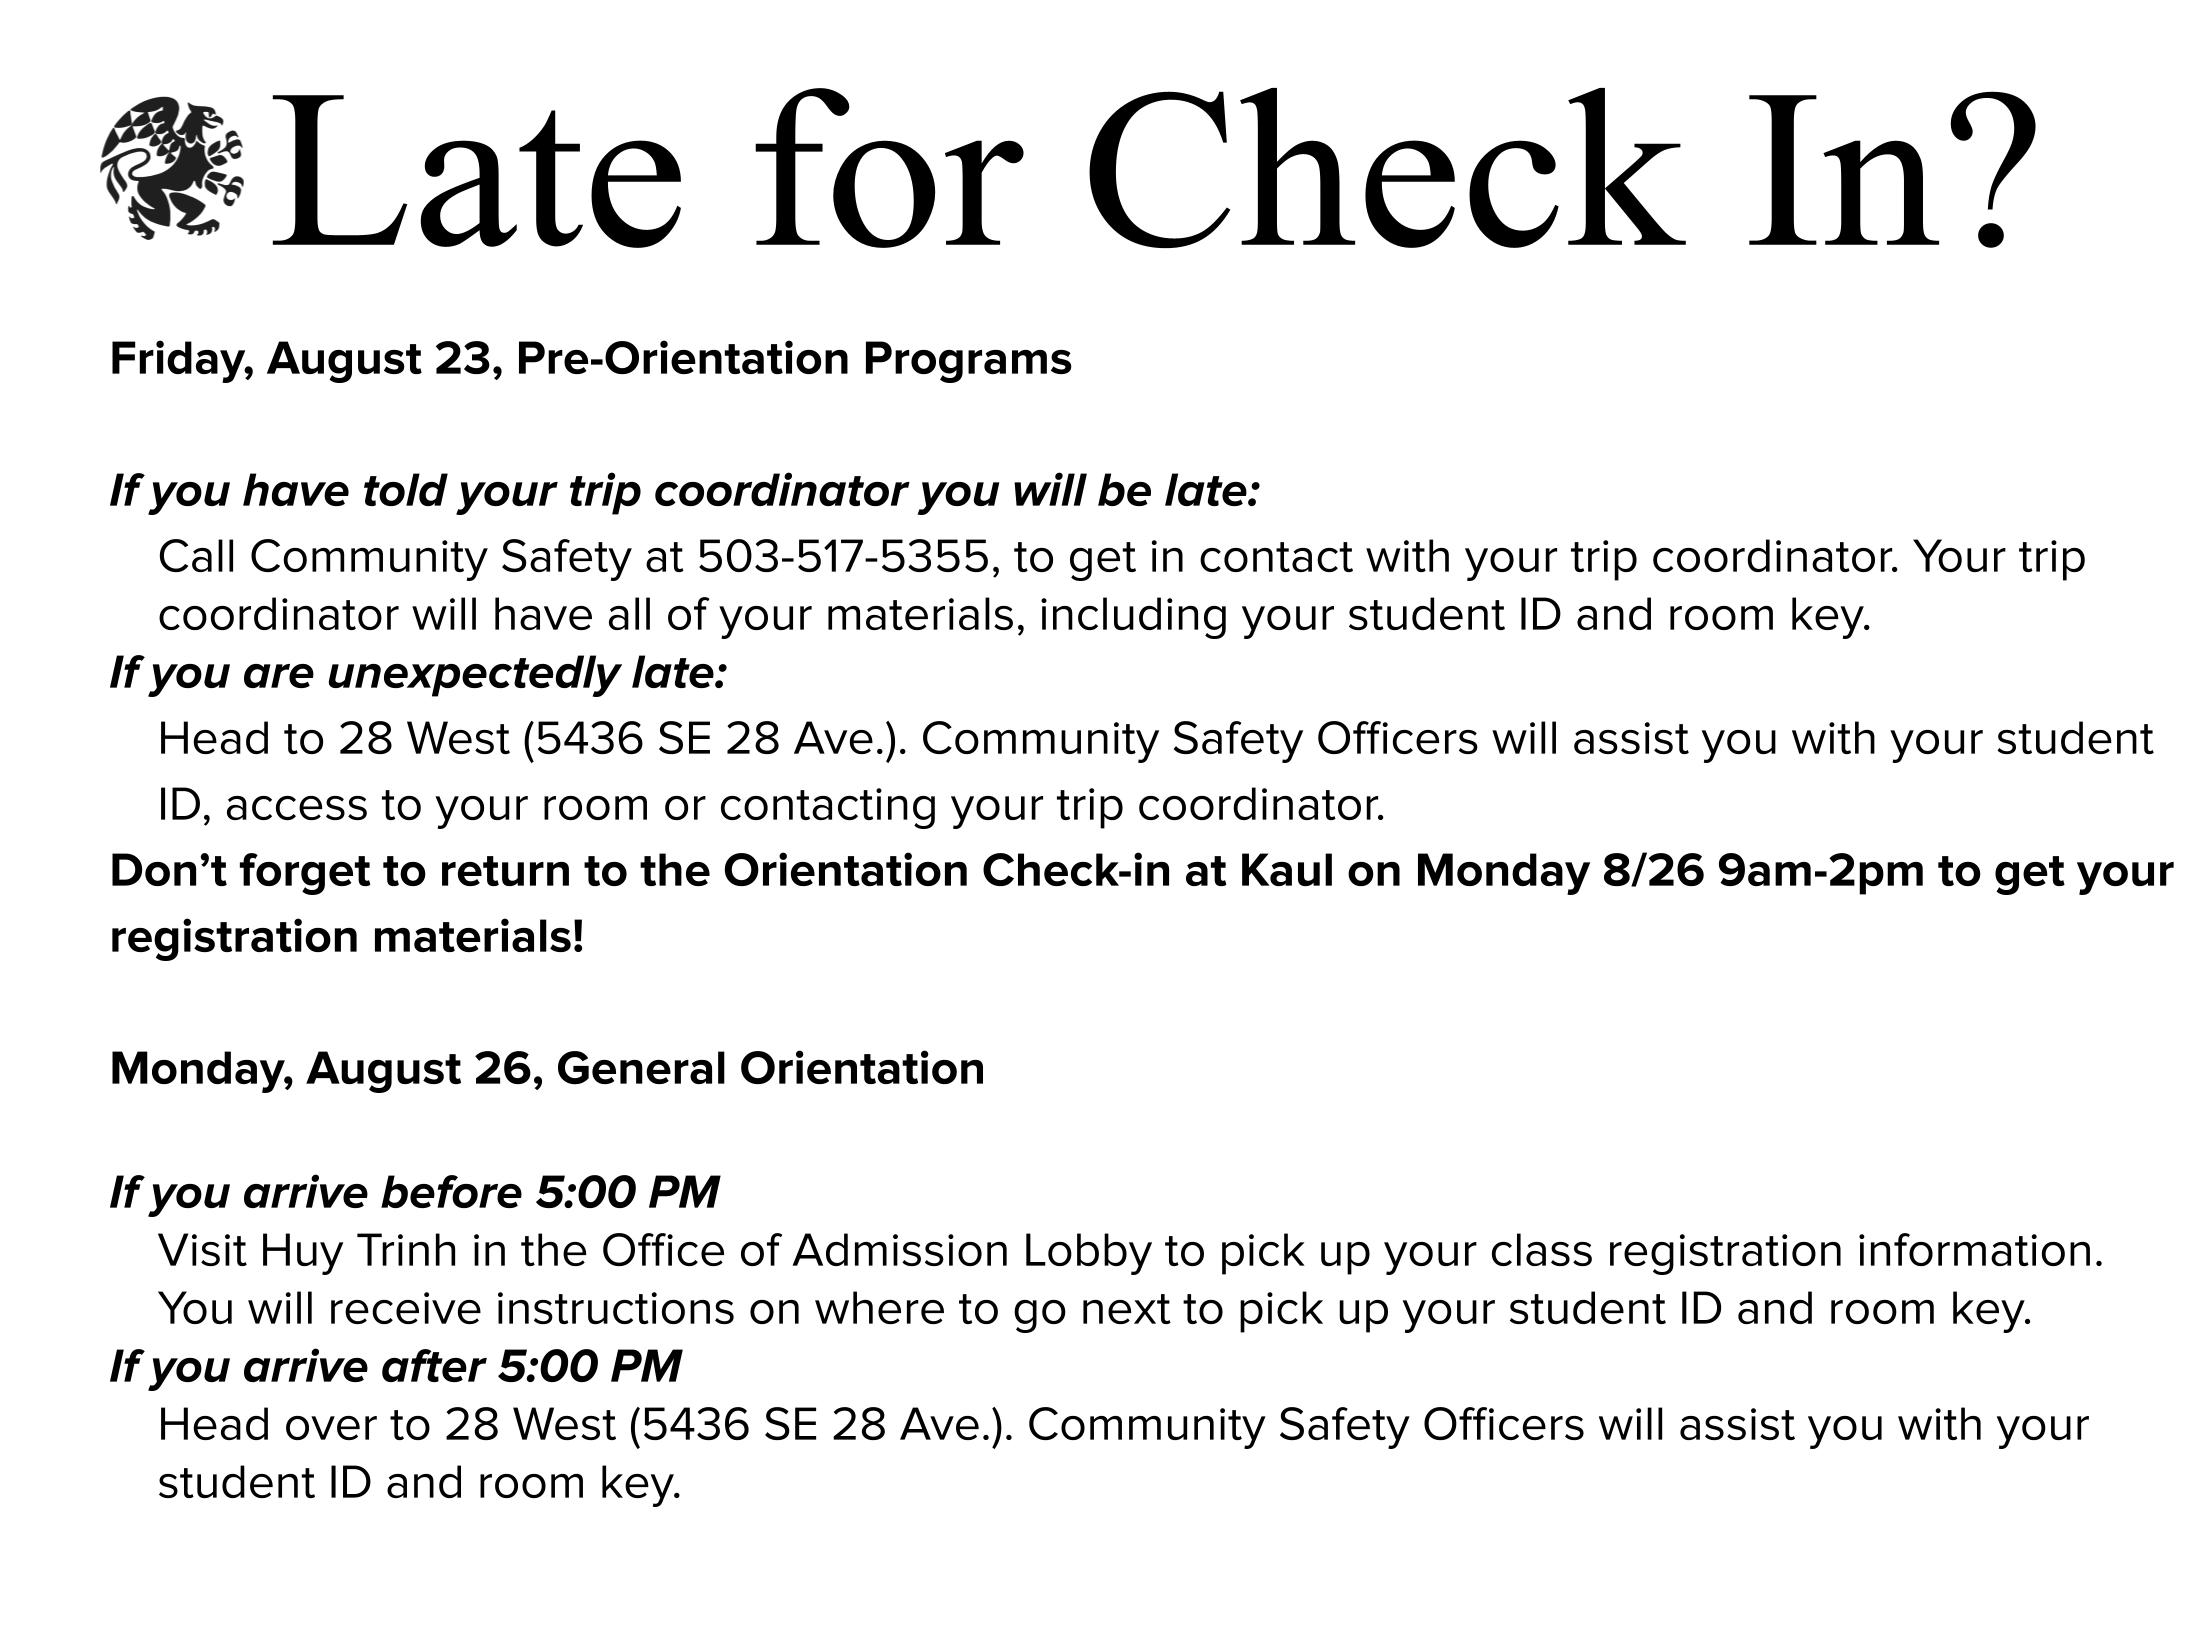 Late for Check In?
Friday, August 23, Pre-Orientation Programs
If you have told your trip coordinator you will be late:
Call Community Safety at 503-517-5355, to get in contact with your trip coordinator. Your trip
coordinator will have all of your materials, including your student ID and room key.
If you are unexpectedly late:
Head to 28 West (5436 SE 28 Ave.). Community Safety Officers will assist you with your student
ID, access to your room or contacting your trip coordinator.
Don’t forget to return to the Orientation Check-in at Kaul on Monday 8/26 9am-2pm to get your
registration materials!
Monday, August 26, General Orientation
If you arrive before 5:00 PM
Visit Huy Trinh in the Office of Admission Lobby to pick up your class registration information.
You will receive instructions on where to go next to pick up your student ID and room key.
If you arrive after 5:00 PM
Head over to 28 West (5436 SE 28 Ave.). Community Safety Officers will assist you with your
student ID and room key.